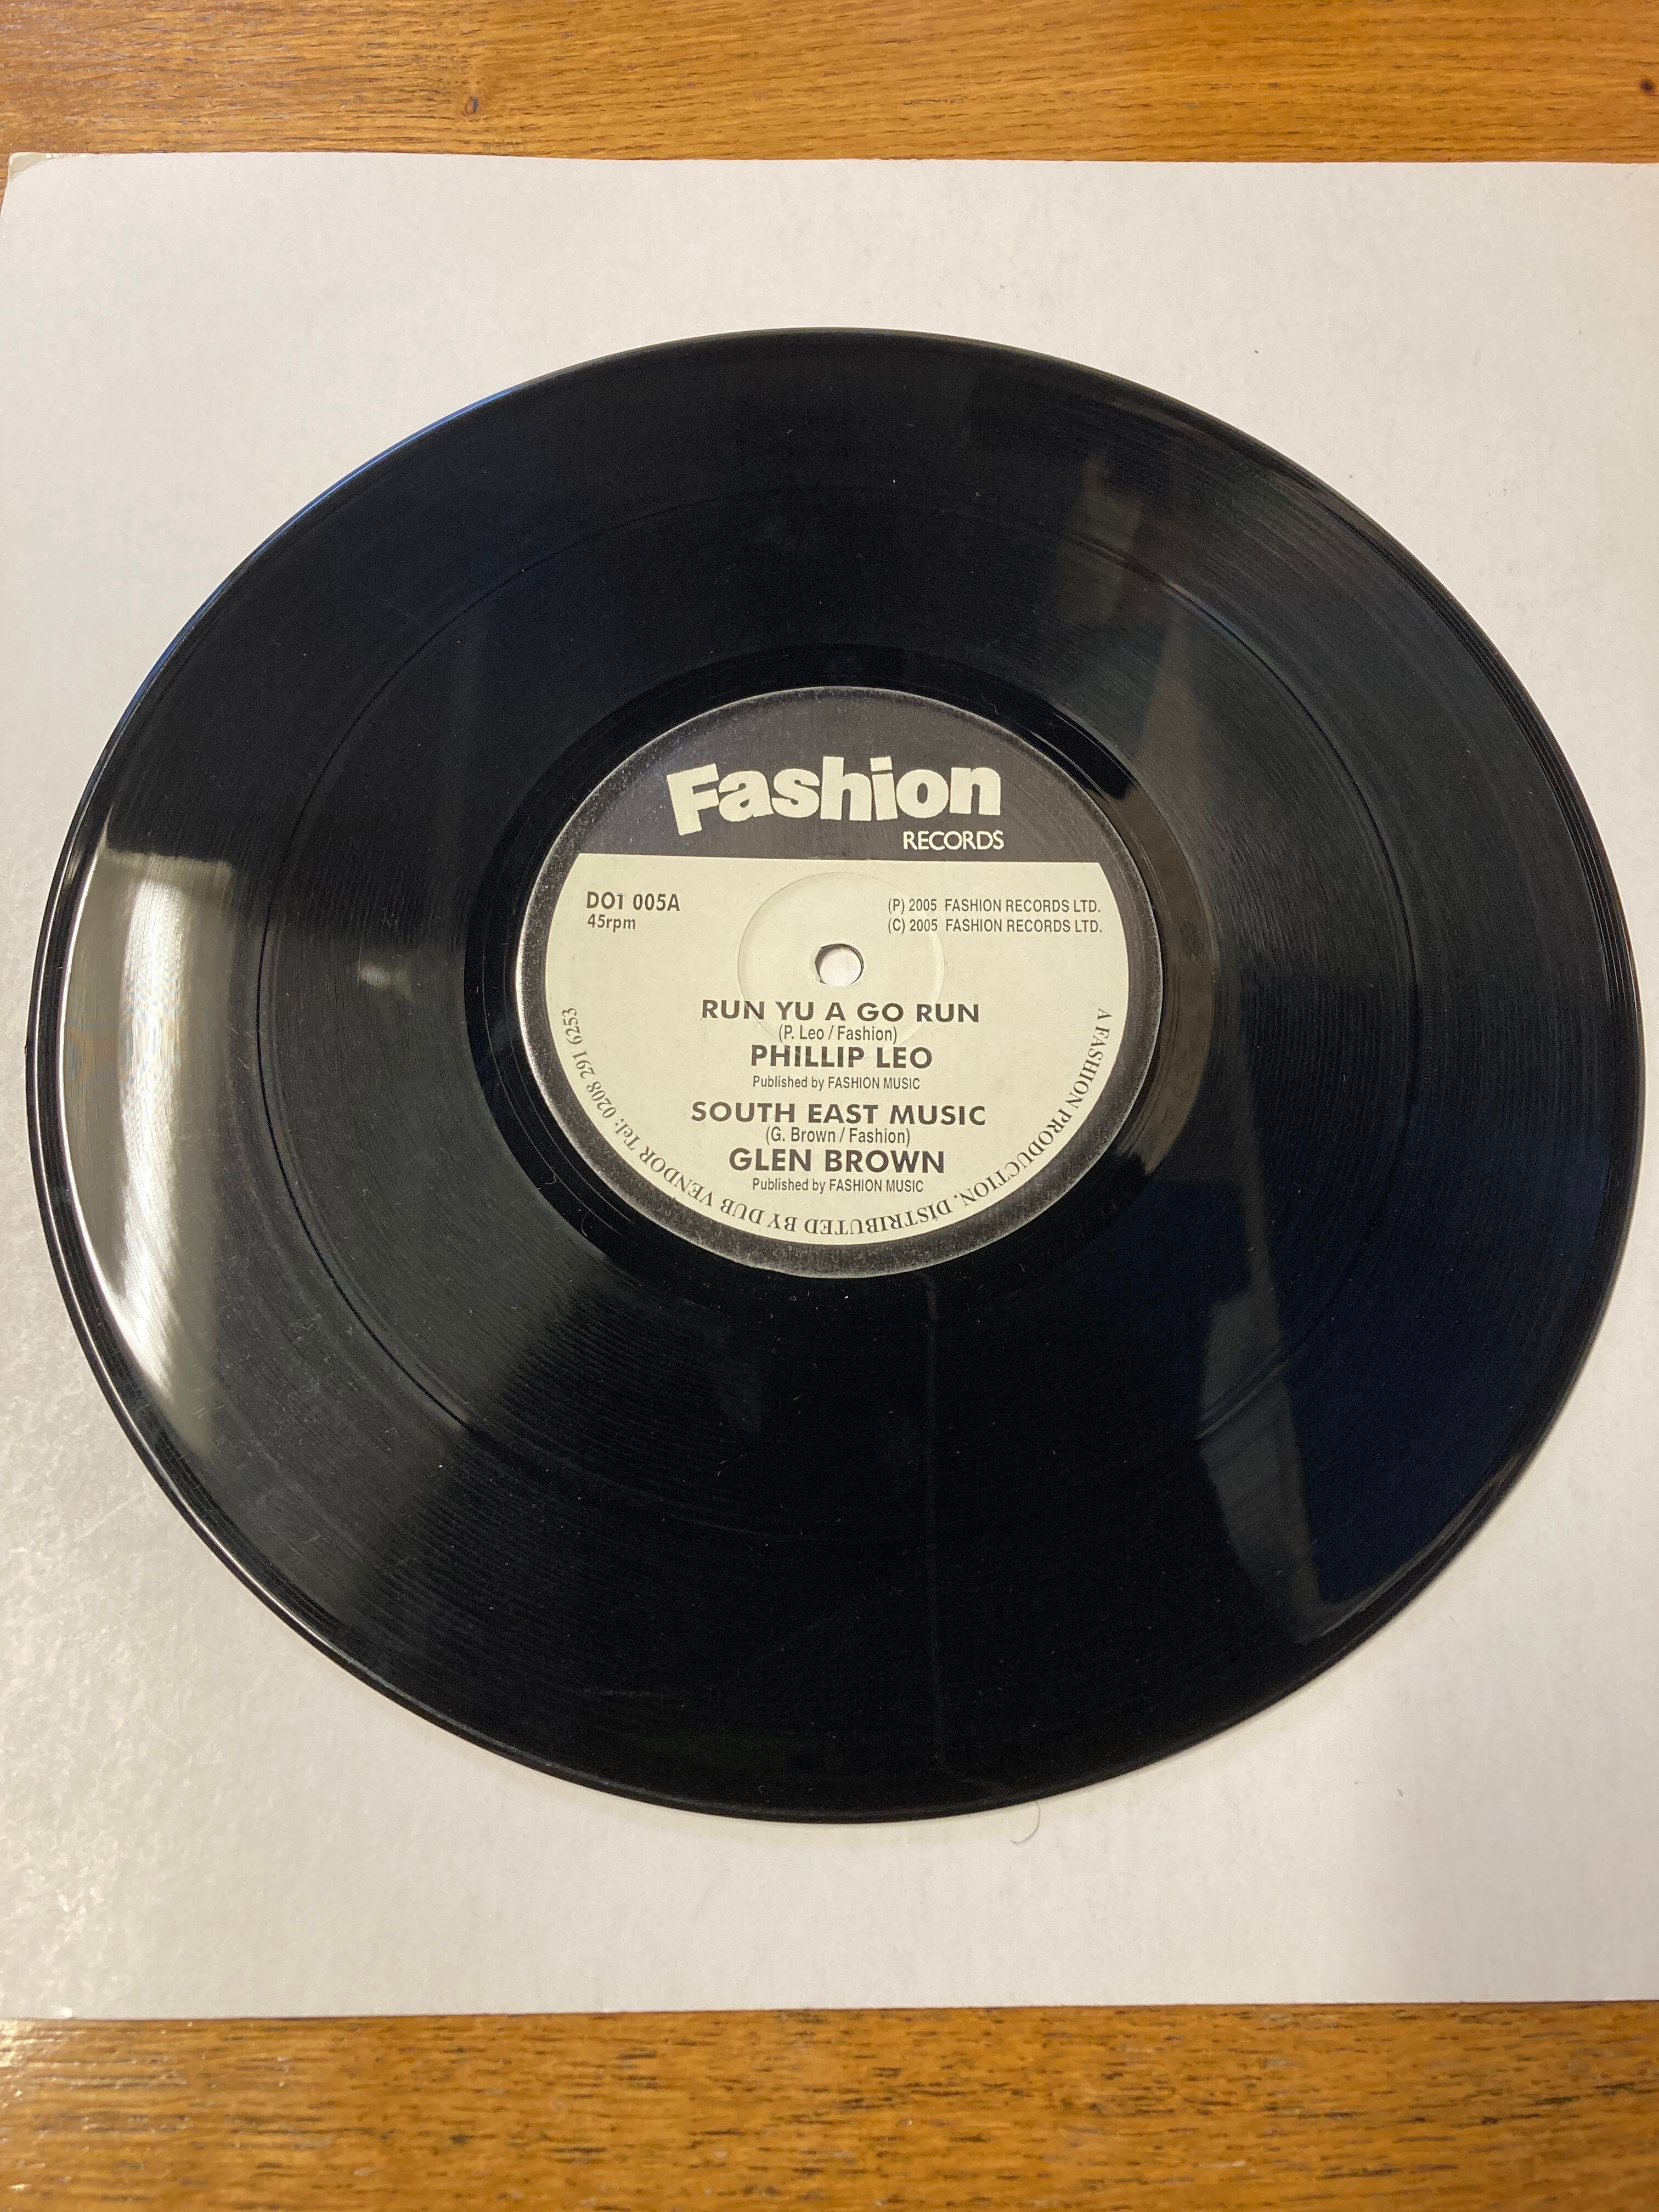 Fashion
RECORDS
DO1 005A
45rpm
(P) 2005 FASHION RECORDS LTD.
(C) 2005 FASHION RECORDS LTD.
RUN YU A GO RUN
(P. Leo / Fashion)
PHILLIP LEO
Published by FASHION MUSIC
SOUTH EAST MUSIC
(G. Brown / Fashion)
GLEN BROWN
Published by FASHION MUSIC
A FASHION PRODUCTION. DISTRIBUTED BY DUB VENDOR Tel: 0208 291 6253